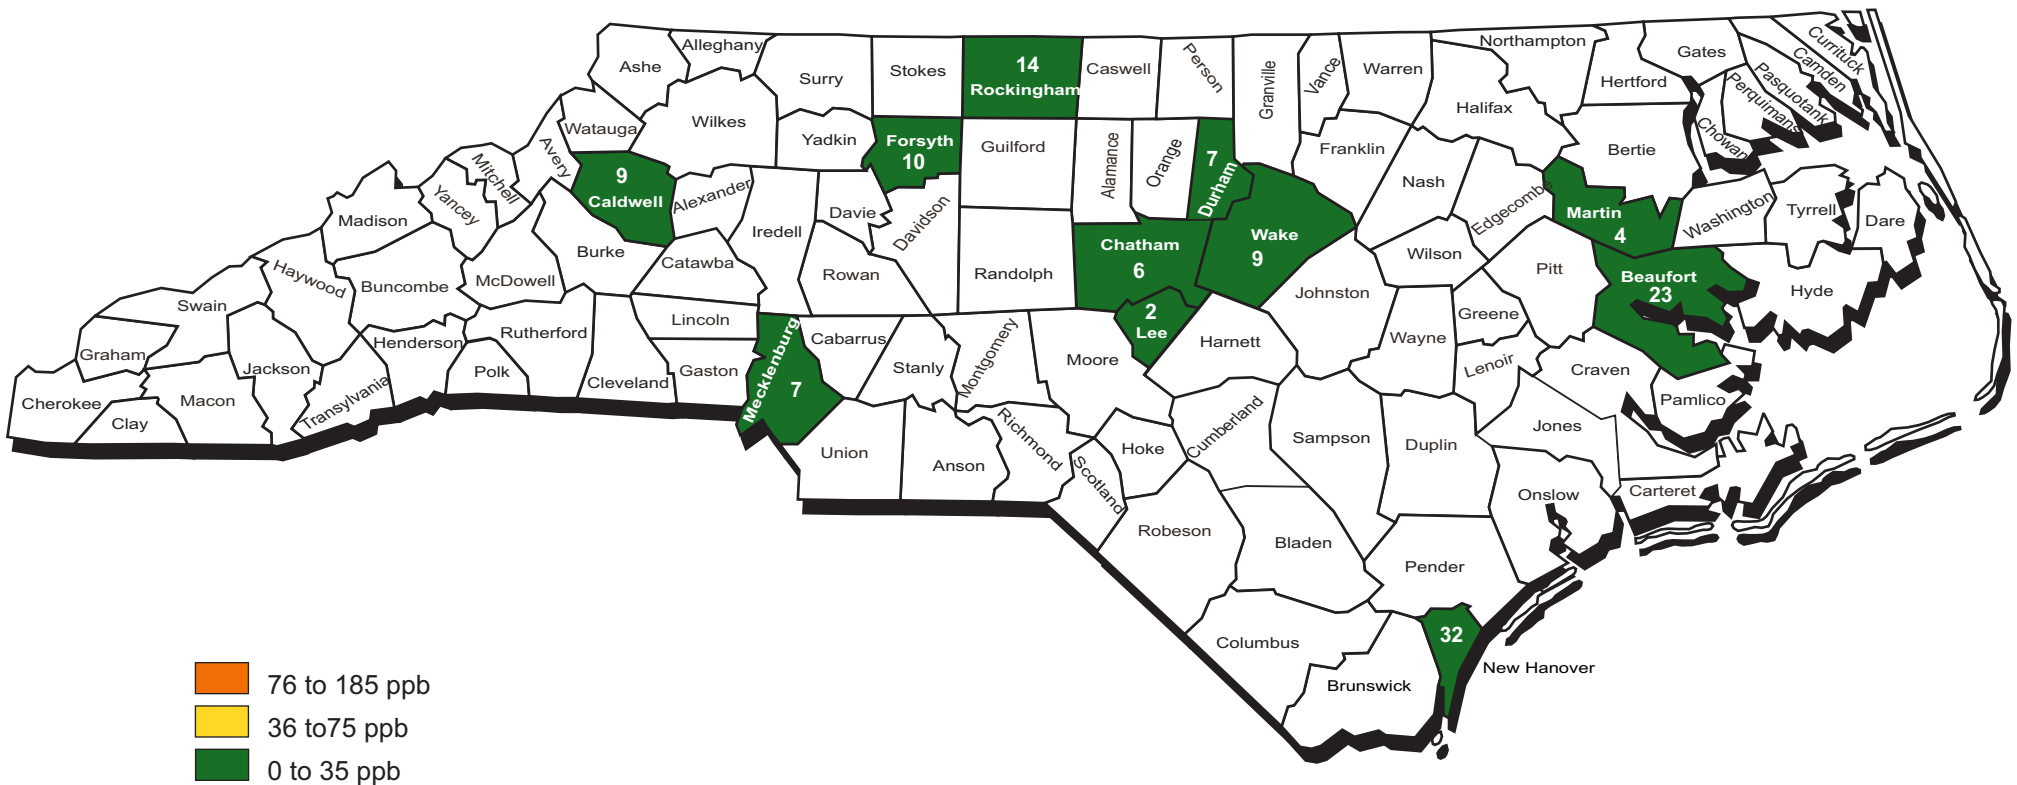 Alleghany
Ashe
Surry
Stokes
14
Rockingham
Caswell
Person
Granville
Vance
Warren
Northampton
Halifax
Hertford
Gates
Currituck
Camden
Pasquotank
Perquimans
Chowan
Watauga
Wilkes
Yadkin
Forsyth
10
Guilford
Alamance
Orange
7
Durham
Franklin
Nash
Edgecombe
Bertie
Martin
4
Washington
Tyrrell
Dare
Avery
Mitchell
Yancey
Madison
9
Caldwell
Alexander
Iredell
Davie
Davidson
Chatham
6
Wake
9
Wilson
Pitt
Beaufort
23
Hyde
Haywood
Buncombe
McDowell
Burke
Catawba
Rowan
Randolph
2
Lee
Johnston
Greene
Swain
Graham
Jackson
Henderson
Rutherford
Lincoln
Mecklenburg
7
Cabarrus
Stanly
Montgomery
Moore
Harnett
Wayne
Lenoir
Craven
Pamlico
Cherokee
Clay
Macon
Transylvania
Polk
Cleveland
Gaston
Union
Anson
Richmond
Scotland
Hoke
Cumberland
Sampson
Duplin
Jones
Onslow
Carteret
Robeson
Bladen
Pender
Columbus
Brunswick
32
New Hanover
76 to 185 ppb
36 to75 ppb
0 to 35 ppb